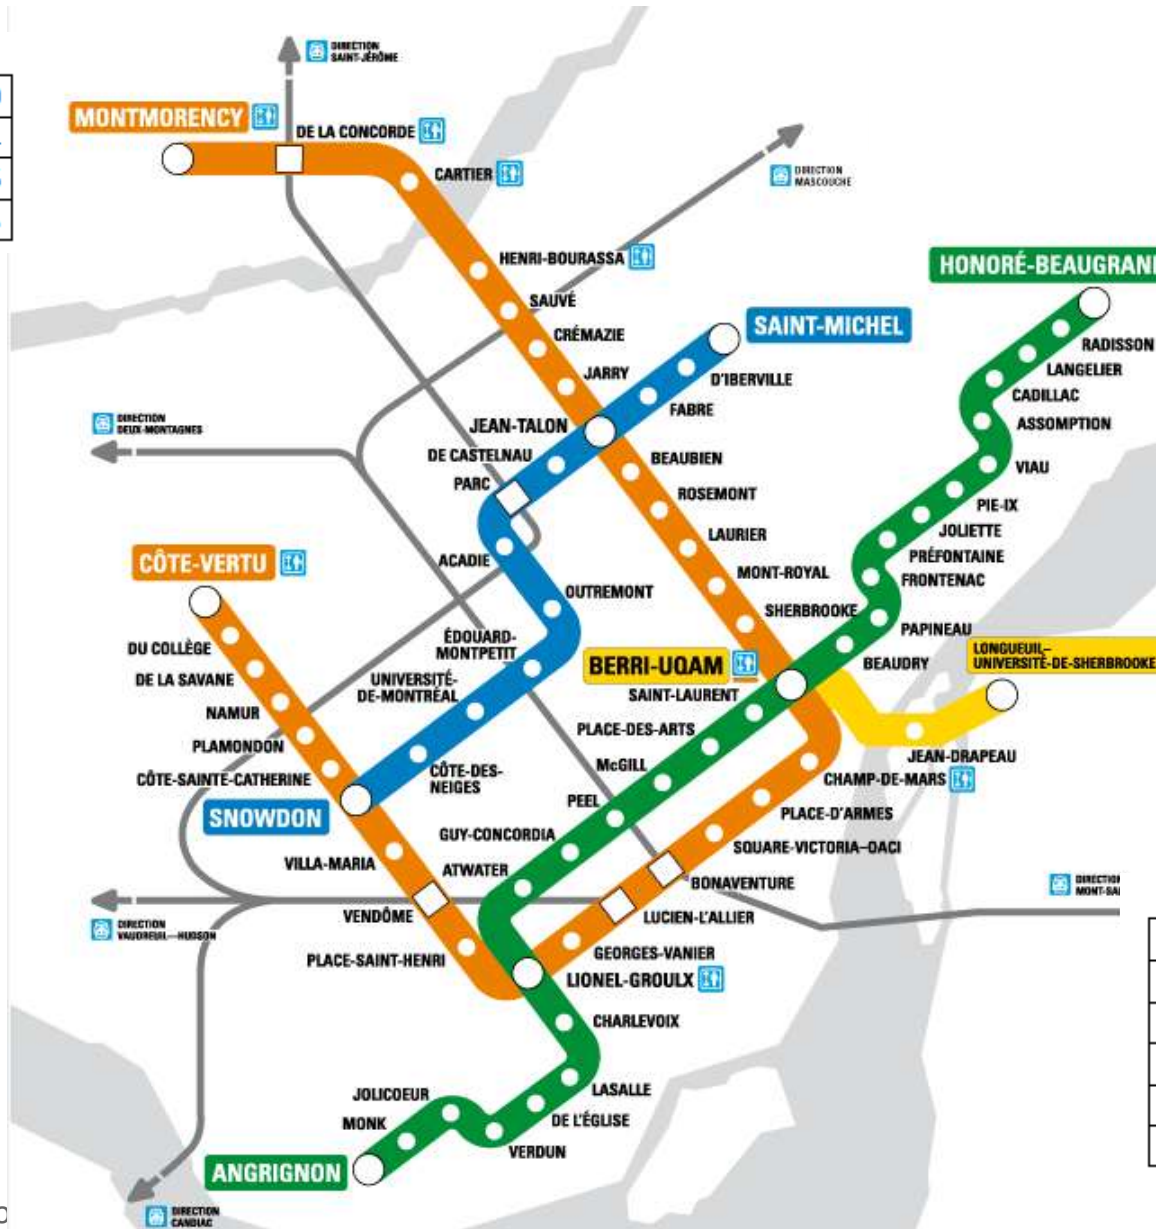 DIRECTION
SAINT-JÉRÔME
MONTMORENCY
DE LA CONCORDE
CARTIER
DIRECTION
MASCOUCHE
HENRI-BOURASSA
HONORÉ-BEAUGRAND
SAUVÉ
SAINT-MICHEL
CRÉMAZIE
RADISSON
JARRY
LANGELIER
D'IBERVILLE
CADILLAC
FABRE
DIRECTION
DEUX-MONTAGNES
JEAN-TALON
ASSOMPTION
DE CASTELNAU
BEAUBIEN
VIAU
PARC
ROSEMONT
PIE-IX
LAURIER
JOLIETTE
CÔTE-VERTU
ACADIE
PRÉFONTAINE
MONT-ROYAL
FRONTENAC
OUTREMONT
SHERBROOKE
PAPINEAU
ÉDOUARD-
MONTPETIT
DU COLLÈGE
BEAUDRY
LONGUEUIL–
UNIVERSITÉ-DE-SHERBROOKE
BERRI-UQAM
DE LA SAVANE
UNIVERSITÉ-
DE-MONTRÉAL
SAINT-LAURENT
NAMUR
PLACE-DES-ARTS
PLAMONDON
JEAN-DRAPEAU
McGILL
CÔTE-SAINTE-CATHERINE
CÔTE-DES-
NEIGES
CHAMP-DE-MARS
PEEL
SNOWDON
PLACE-D'ARMES
GUY-CONCORDIA
SQUARE-VICTORIA–OACI
VILLA-MARIA
ATWATER
BONAVENTURE
DIRECTION
MONT-SAI
VENDÔME
LUCIEN-L'ALLIER
DIRECTION
VAUDREUIL—HUDSON
GEORGES-VANIER
PLACE-SAINT-HENRI
LIONEL-GROULX
CHARLEVOIX
LASALLE
JOLICOEUR
DE L'ÉGLISE
MONK
VERDUN
ANGRIGNON
DIRECTION
CANDIAC